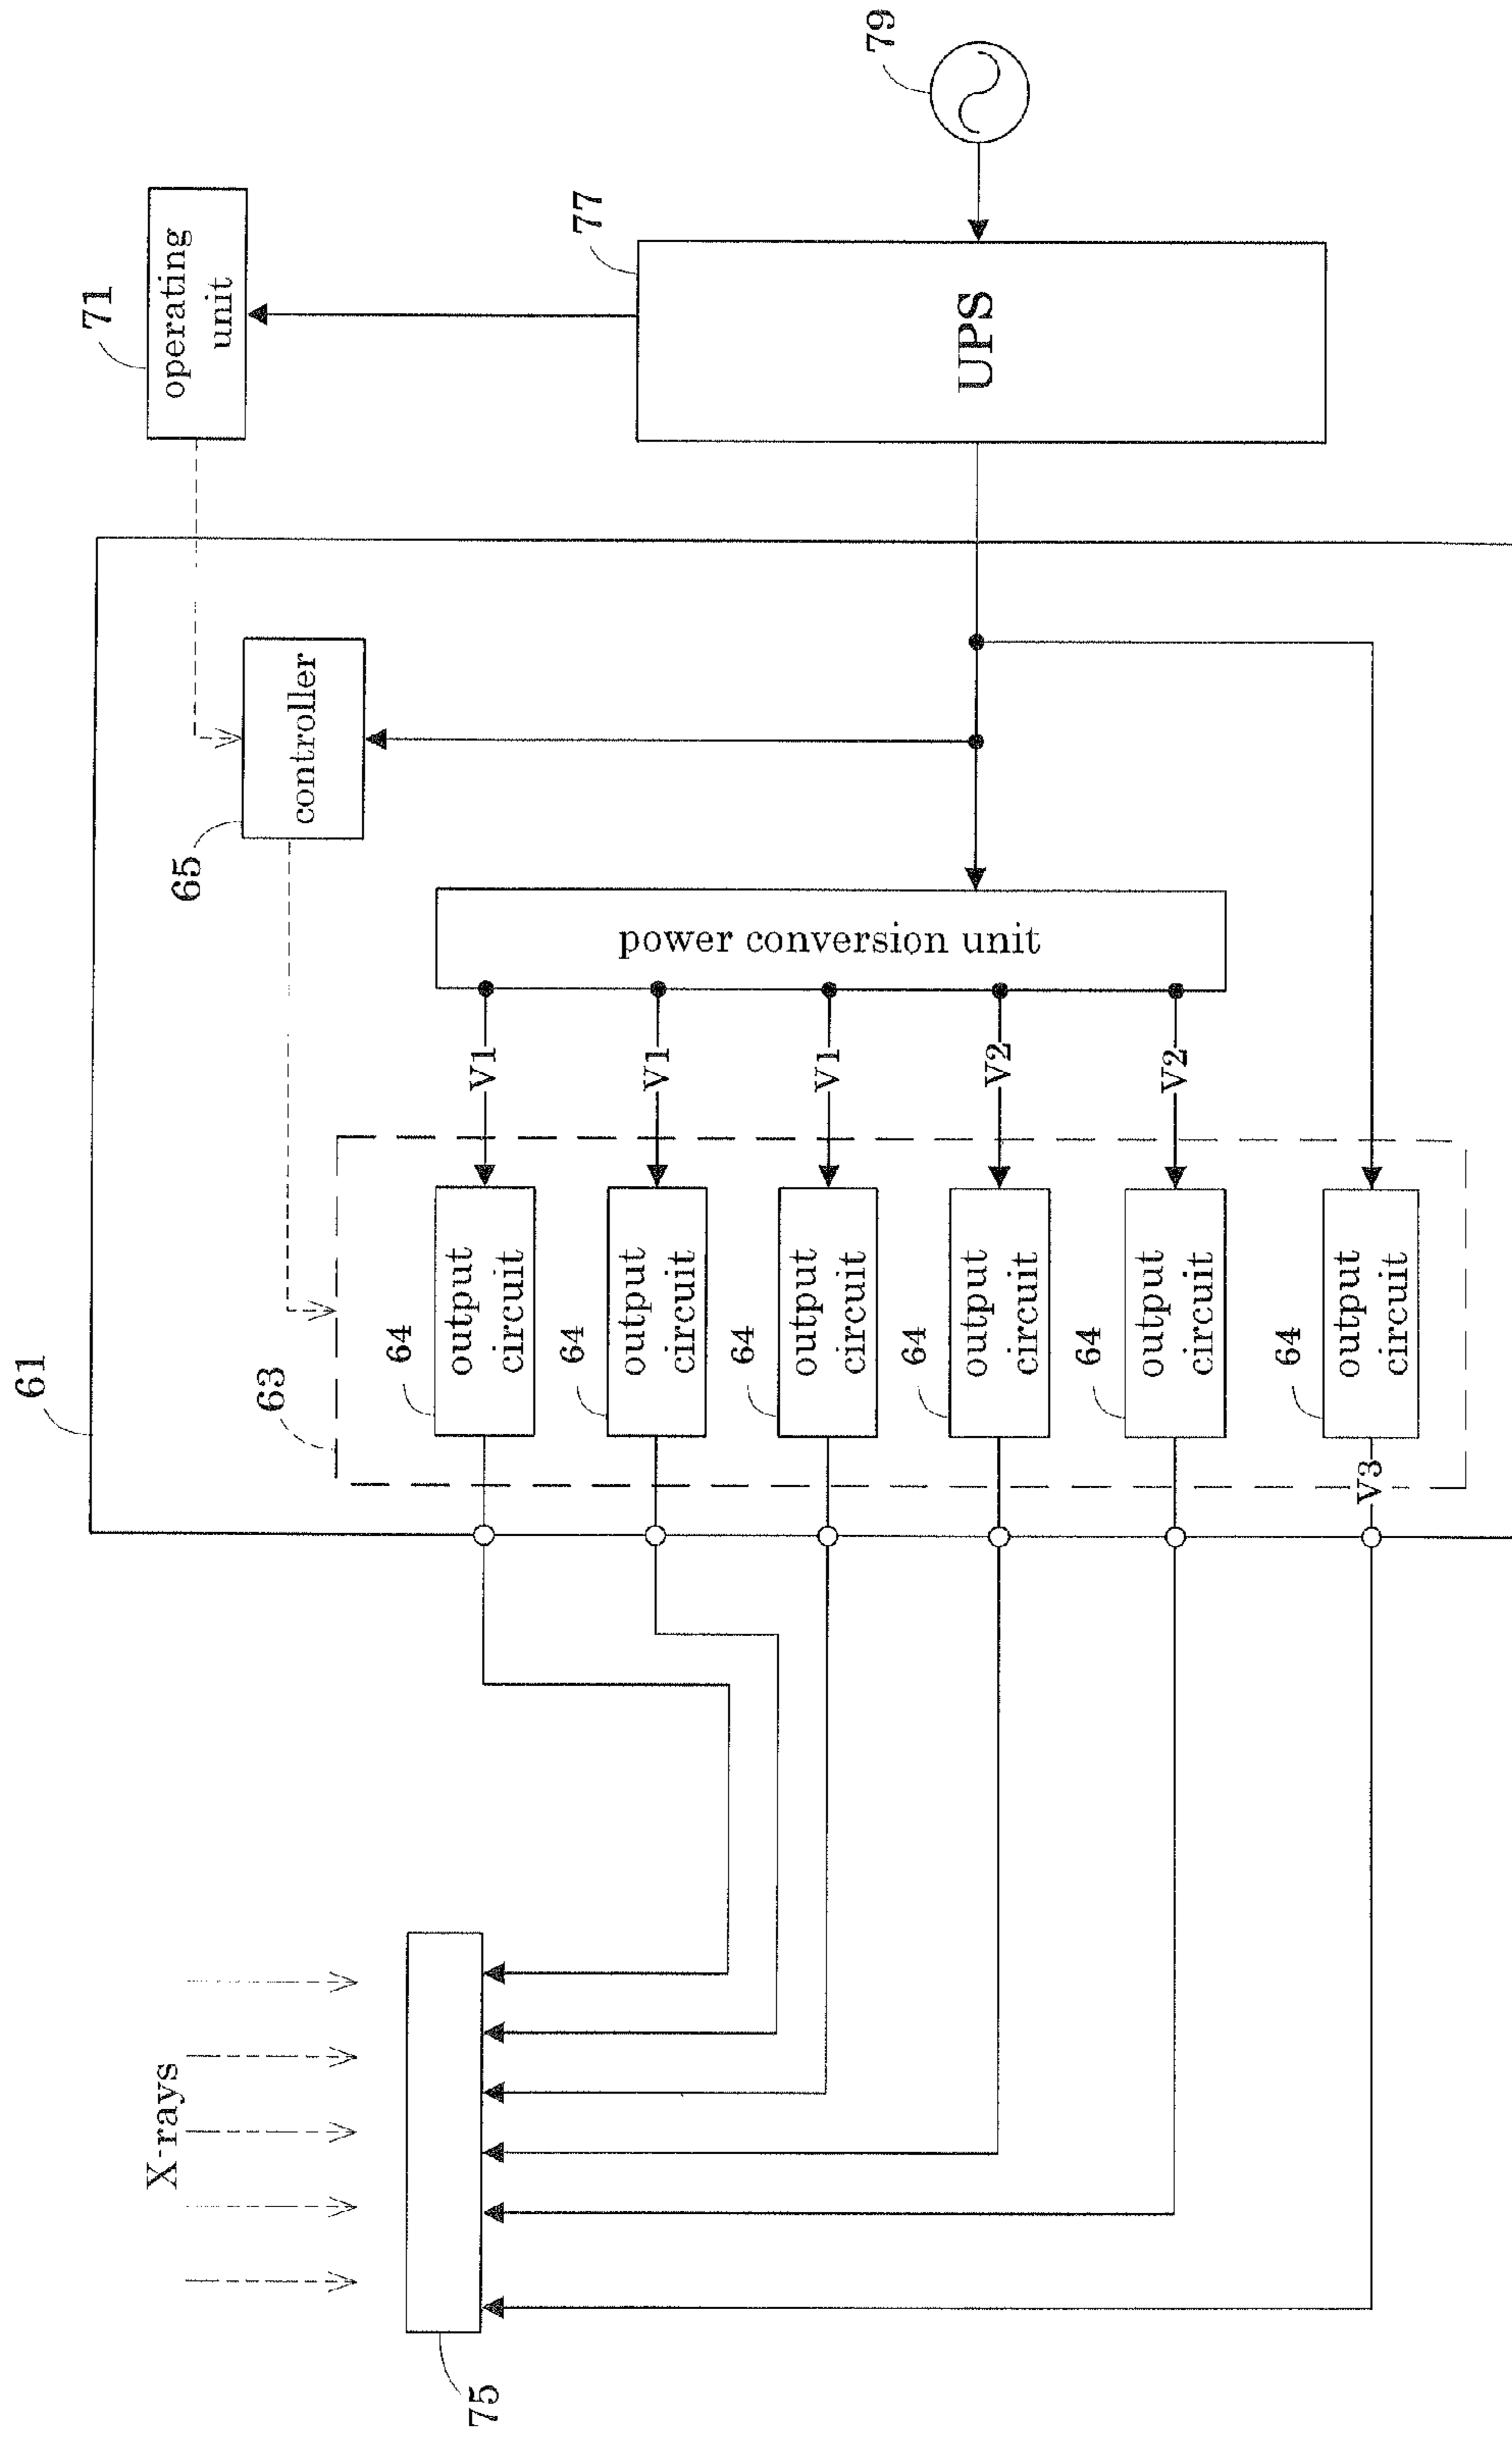 X-rays
75
61
63
64
output
circuit
64
output
circuit
64
output
circuit
64
output
circuit
64
output
circuit
64
output
circuit
V1
V1
V1
V2
V2
V3
power conversion unit
65
controller
71
operating
unit
77
UPS
79